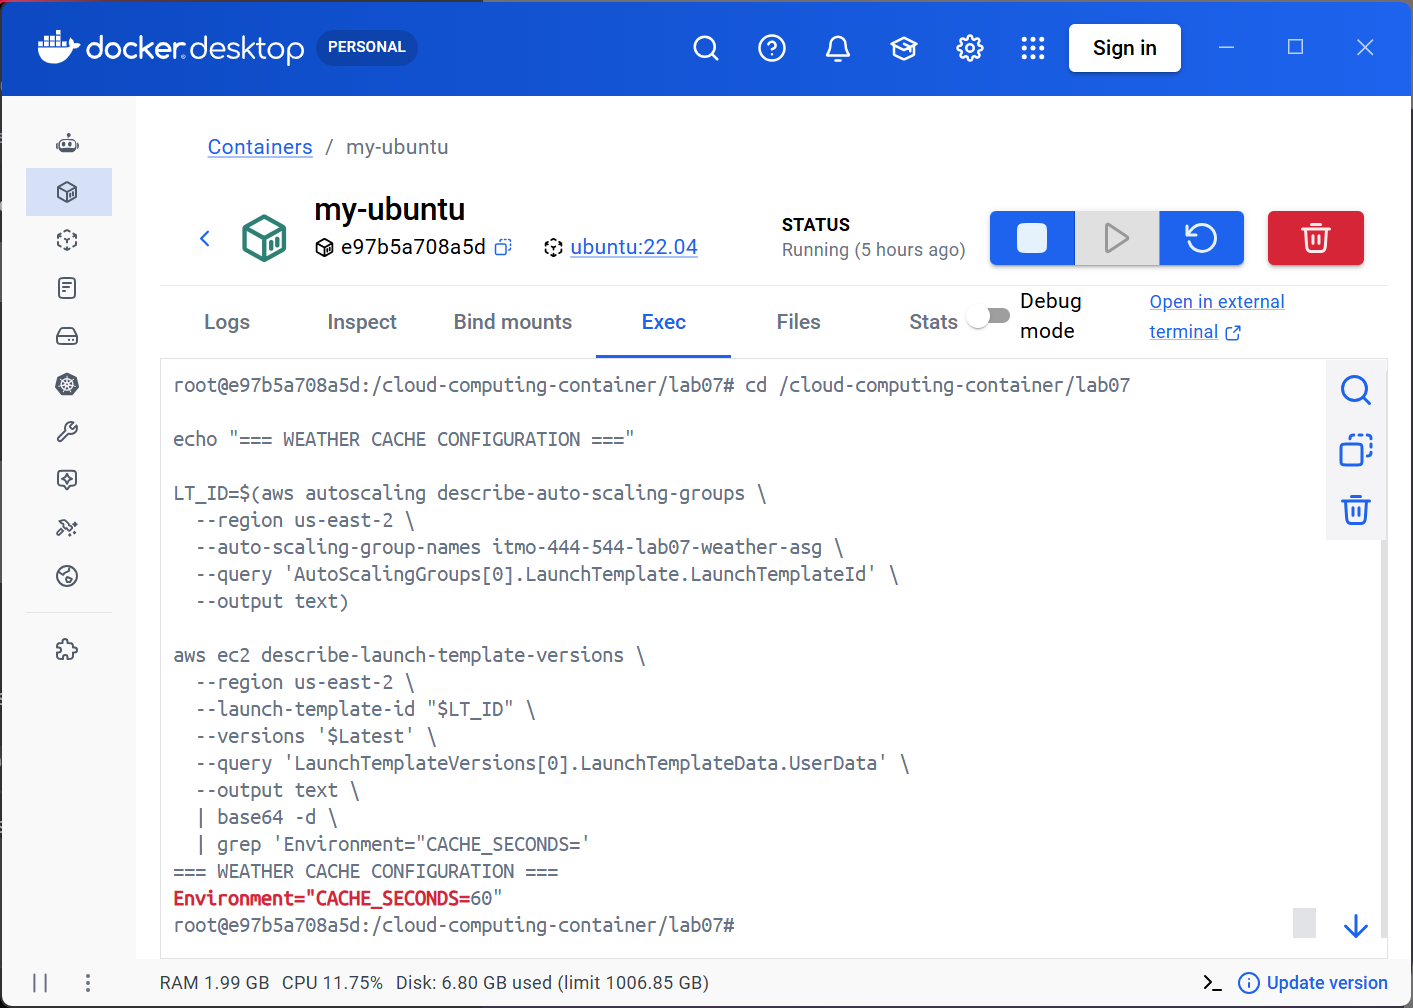 docker desktop PERSONAL Sign in
Containers / my-ubuntu
my-ubuntu
e97b5a708a5d ubuntu:22.04
STATUS
Running (5 hours ago)
Logs Inspect Bind mounts Exec Files Stats
Debug mode
Open in external terminal
root@e97b5a708a5d:/cloud-computing-container/lab07# cd /cloud-computing-container/lab07
echo "=== WEATHER CACHE CONFIGURATION ==="
LT_ID=$(aws autoscaling describe-auto-scaling-groups \
  --region us-east-2 \
  --auto-scaling-group-names itmo-444-544-lab07-weather-asg \
  --query 'AutoScalingGroups[0].LaunchTemplate.LaunchTemplateId' \
  --output text)
aws ec2 describe-launch-template-versions \
  --region us-east-2 \
  --launch-template-id "$LT_ID" \
  --versions '$Latest' \
  --query 'LaunchTemplateVersions[0].LaunchTemplateData.UserData' \
  --output text \
  | base64 -d \
  | grep 'Environment="CACHE_SECONDS='
=== WEATHER CACHE CONFIGURATION ===
Environment="CACHE_SECONDS=60"
root@e97b5a708a5d:/cloud-computing-container/lab07#
RAM 1.99 GB CPU 11.75% Disk: 6.80 GB used (limit 1006.85 GB) Update version